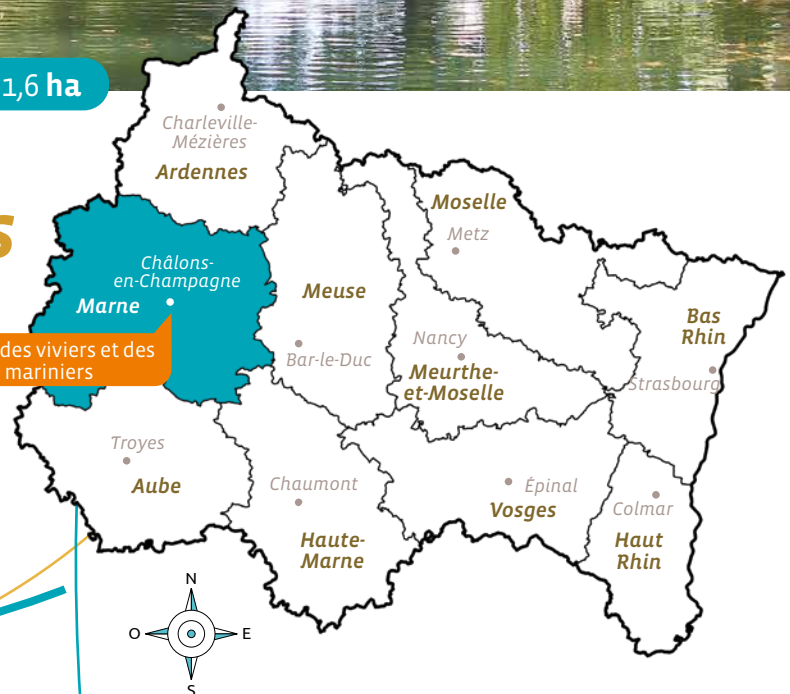 1,6 ha
Charleville-
Mézières
Ardennes
s
Moselle
Metz
Châlons-
en-Champagne
Marne
Meuse
Bas
Rhin
des viviers et des
mariniers
Bar-le-Duc
Nancy
Meurthe-
et-Moselle
Strasbourg
Troyes
Aube
Chaumont
Haute-
Marne
Épinal
Vosges
Colmar
Haut
Rhin
N
O
E
S